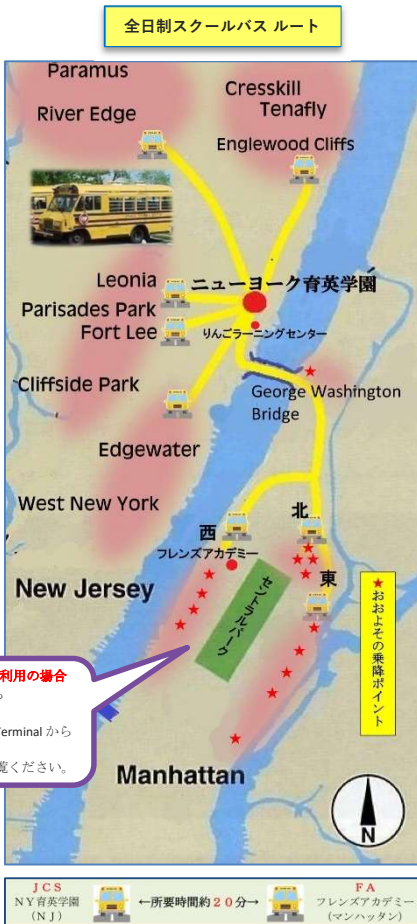 全日制スクールバス ルート
Paramus
River Edge
Cresskill
Tenafly
Englewood Cliffs
Leonia
ニューヨーク育英学園
Parisades Park
Fort Lee
りんごラーニングセンター
Cliffside Park
George Washington
Bridge
Edgewater
West New York
西
北
フレンズアカデミー
東
セントラルパーク
New Jersey
★おおよその乗降ポイント
利用の場合
。
Terminal から
覧ください。
Manhattan
N
JCS
NY育英学園
(NJ)
←所要時間約20分→
FA
フレンズアカデミー
(マンハッタン)